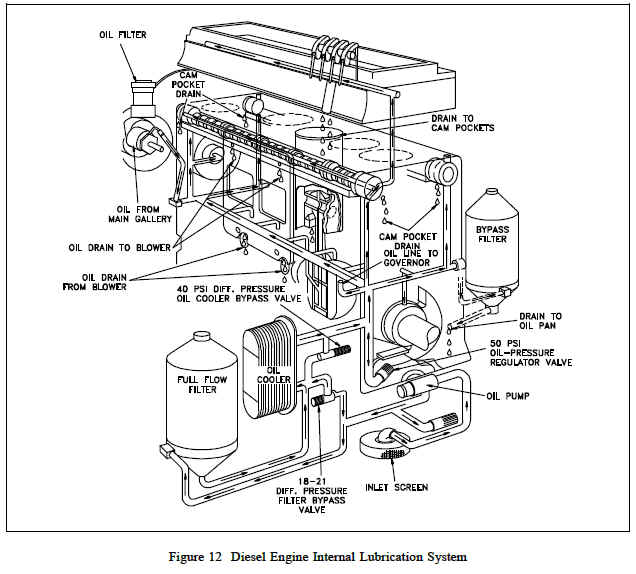 OIL FILTER
CAM
POCKET
DRAIN
DRAIN TO
CAM POCKETS
OIL FROM
MAIN GALLERY
OIL DRAIN TO BLOWER
OIL DRAIN
FROM BLOWER
CAM POCKET
DRAIN
OIL LINE TO
GOVERNOR
BYPASS
FILTER
40 PSI DIFF. PRESSURE
OIL COOLER BYPASS VALVE
DRAIN TO
OIL PAN
50 PSI
OIL-PRESSURE
REGULATOR VALVE
OIL
COOLER
FULL FLOW
FILTER
OIL PUMP
18-21
DIFF. PRESSURE
FILTER BYPASS
VALVE
INLET SCREEN
Figure 12 Diesel Engine Internal Lubrication System